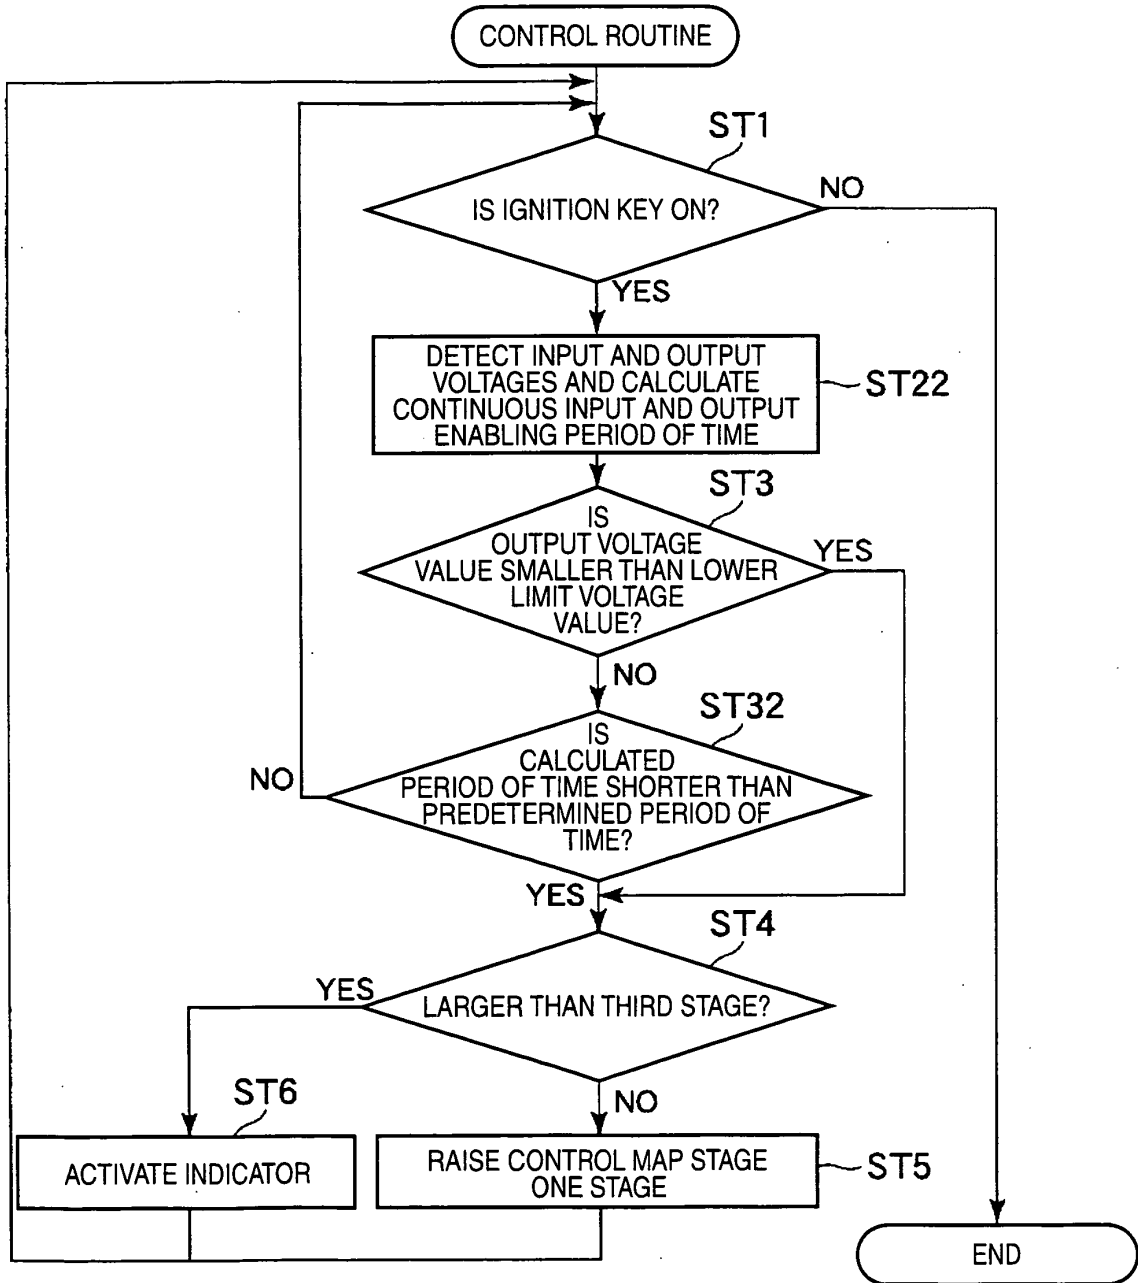 CONTROL ROUTINE
ST1
IS IGNITION KEY ON?
NO
YES
DETECT INPUT AND OUTPUT
VOLTAGES AND CALCULATE
CONTINUOUS INPUT AND OUTPUT
ENABLING PERIOD OF TIME
ST22
ST3
IS
OUTPUT VOLTAGE
VALUE SMALLER THAN LOWER
LIMIT VOLTAGE
VALUE?
YES
NO
ST32
IS
CALCULATED
PERIOD OF TIME SHORTER THAN
PREDETERMINED PERIOD OF
TIME?
NO
YES
ST4
LARGER THAN THIRD STAGE?
YES
NO
ST6
ACTIVATE INDICATOR
RAISE CONTROL MAP STAGE
ONE STAGE
ST5
END